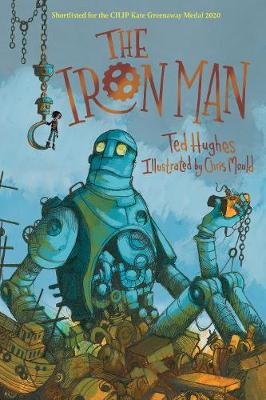 Shortlisted for the CILIP Kate Greenaway Medal 2020
THE
IRON MAN
Ted Hughes
Illustrated by Chris Mould